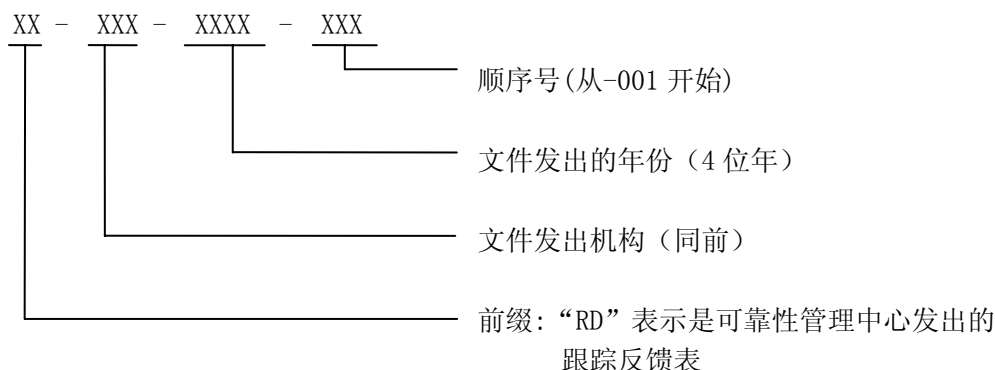 XX - XXX - XXXX - XXX
顺序号(从-001 开始)
文件发出的年份（4 位年）
文件发出机构（同前）
前缀:“RD”表示是可靠性管理中心发出的
跟踪反馈表